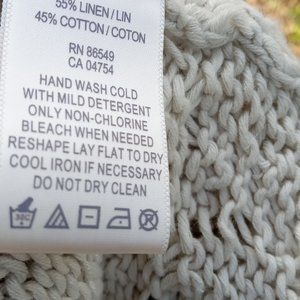 55% LINEN / LIN
45% COTTON / COTON
RN 86549
CA 04754
HAND WASH COLD
WITH MILD DETERGENT
ONLY NON-CHLORINE
BLEACH WHEN NEEDED
RESHAPE LAY FLAT TO DRY
COOL IRON IF NECESSARY
DO NOT DRY CLEAN
30C